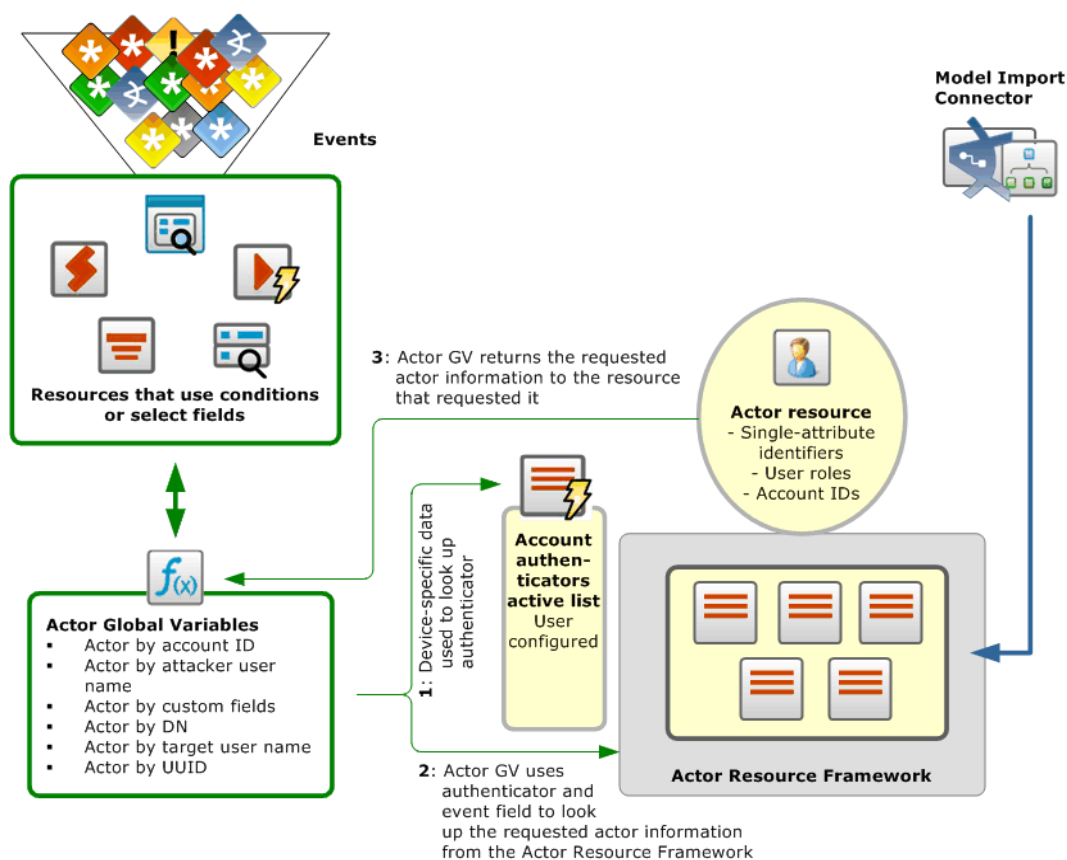 Events
Model Import
Connector
Resources that use conditions
or select fields
3: Actor GV returns the requested
actor information to the resource
that requested it
Actor resource
- Single-attribute
identifiers
- User roles
- Account IDs
1: Device-specific data
used to look up
authenticator
Account
authen-
ticators
active list
User
configured
f(x)
Actor Global Variables
▪ Actor by account ID
▪ Actor by attacker user
name
▪ Actor by custom fields
▪ Actor by DN
▪ Actor by target user name
▪ Actor by UUID
Actor Resource Framework
2: Actor GV uses
authenticator and
event field to look
up the requested actor information
from the Actor Resource Framework